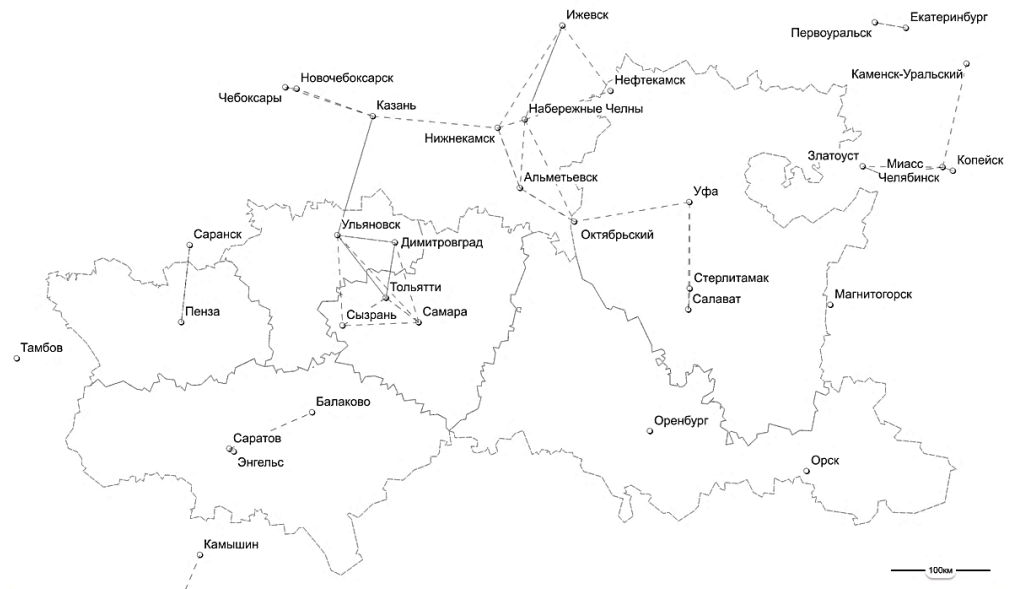 Ижевск
Екатеринбург
Первоуральск
Каменск-Уральский
Новочебоксарск
Нефтекамск
Чебоксары
Казань
Набережные Челны
Нижнекамск
Златоуст
Миасс
Копейск
Челябинск
Альметьевск
Уфа
Ульяновск
Октябрьский
Саранск
Димитровград
Стерлитамак
Тольятти
Магнитогорск
Салават
Пенза
Сызрань
Самара
Тамбов
Балаково
Оренбург
Саратов
Энгельс
Орск
Камышин
100км